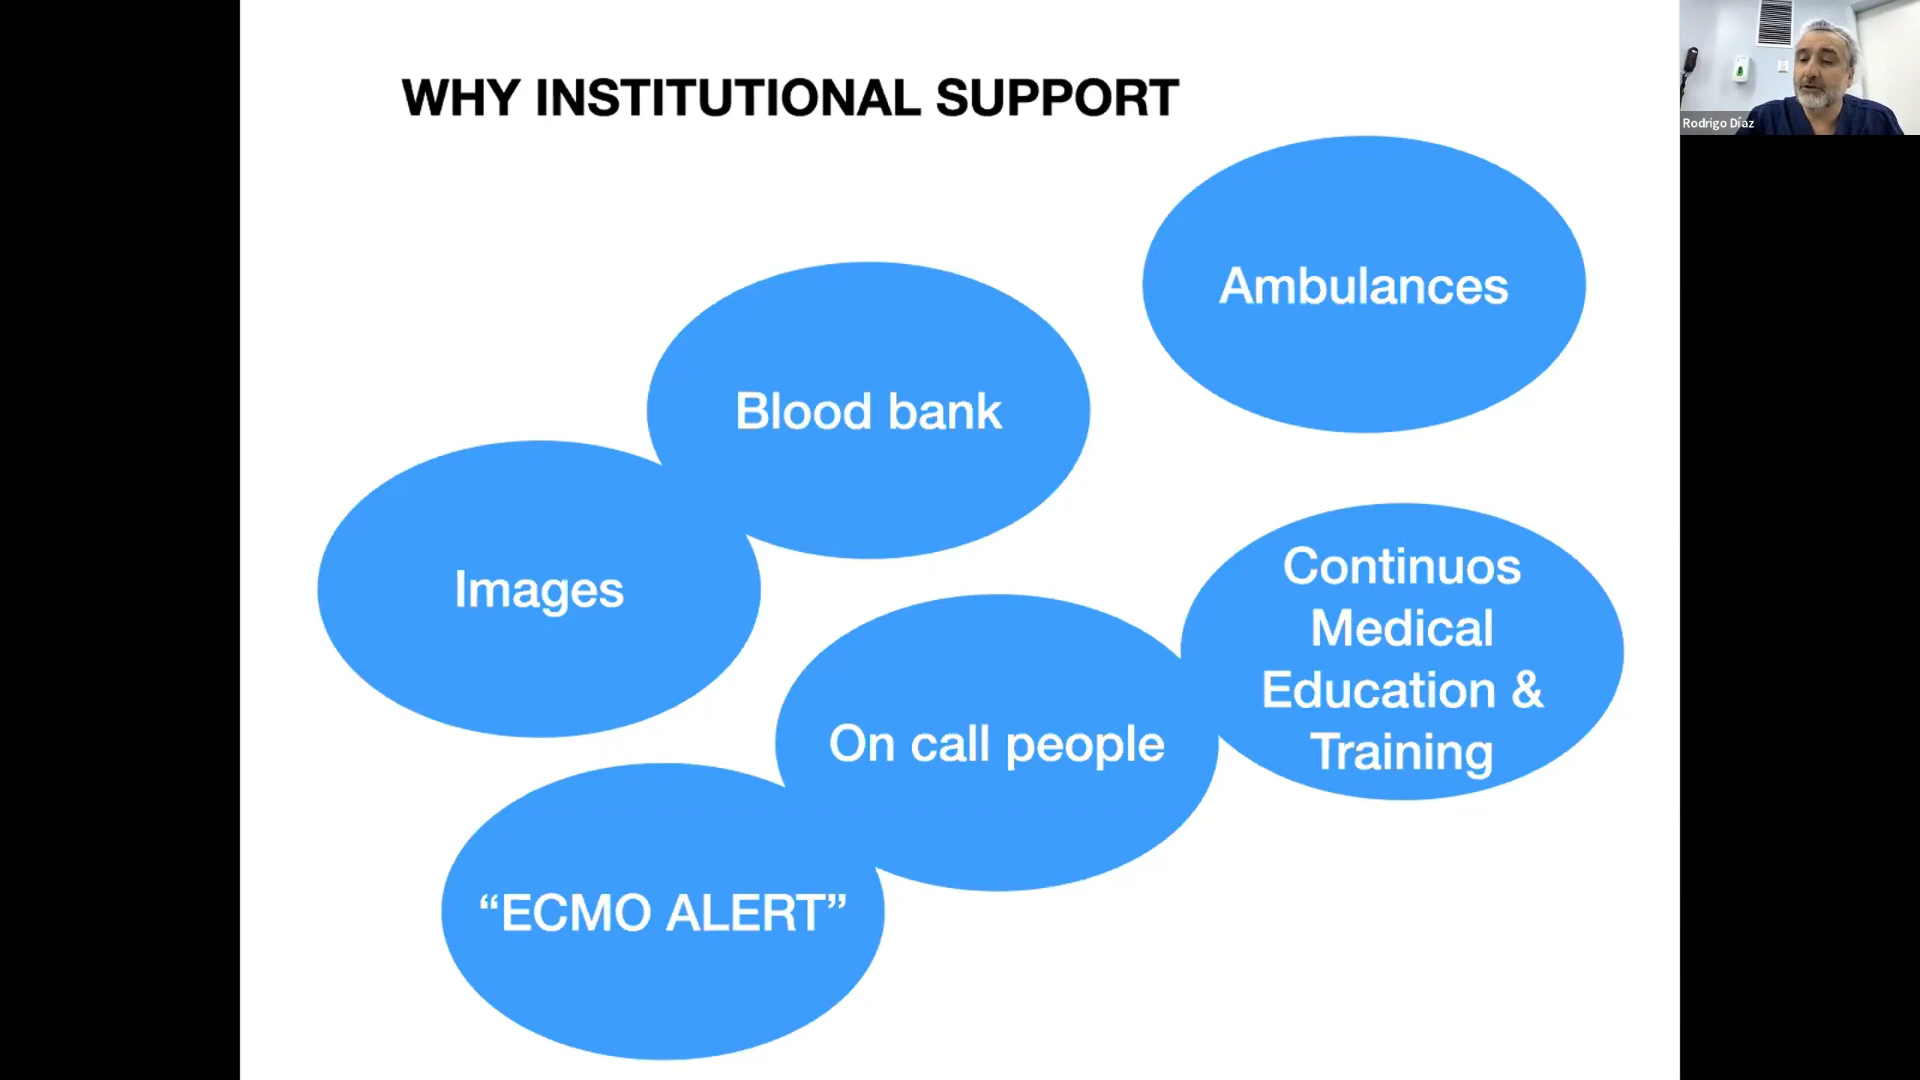 WHY INSTITUTIONAL SUPPORT
Rodrigo Díaz
Ambulances
Blood bank
Images
Continuos
Medical
Education &
Training
On call people
“ECMO ALERT”